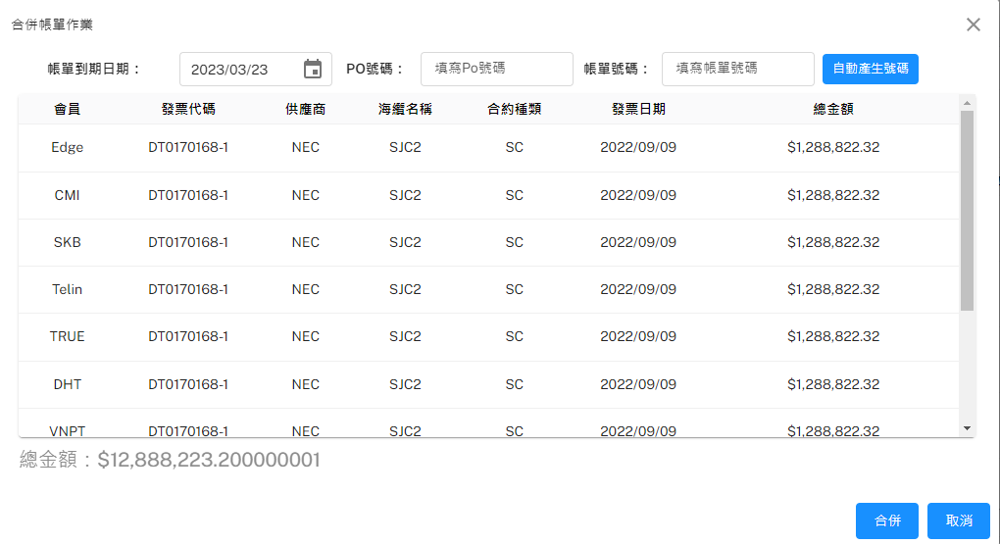 合併帳單作業
帳單到期日期： 2023/03/23 PO號碼： 填寫Po號碼 帳單號碼： 填寫帳單號碼 自動產生號碼
會員 發票代碼 供應商 海纜名稱 合約種類 發票日期 總金額
Edge DT0170168-1 NEC SJC2 SC 2022/09/09 $1,288,822.32
CMI DT0170168-1 NEC SJC2 SC 2022/09/09 $1,288,822.32
SKB DT0170168-1 NEC SJC2 SC 2022/09/09 $1,288,822.32
Telin DT0170168-1 NEC SJC2 SC 2022/09/09 $1,288,822.32
TRUE DT0170168-1 NEC SJC2 SC 2022/09/09 $1,288,822.32
DHT DT0170168-1 NEC SJC2 SC 2022/09/09 $1,288,822.32
VNPT DT0170168-1 NEC SJC2 SC 2022/09/09 $1,288,822.32
總金額：$12,888,223.200000001
合併 取消